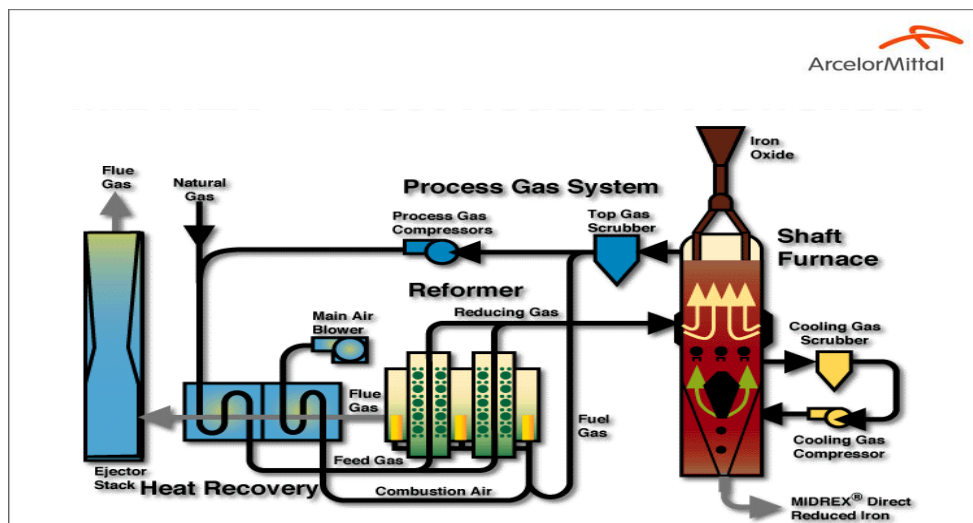 ArcelorMittal
Iron
Oxide
Flue
Gas
Natural
Gas
Process Gas System
Process Gas
Compressors
Top Gas
Scrubber
Shaft
Furnace
Reformer
Reducing Gas
Main Air
Blower
Cooling Gas
Scrubber
Flue
Gas
Fuel
Gas
Cooling Gas
Compressor
Feed Gas
Ejector
Stack
Heat Recovery
Combustion Air
MIDREX® Direct
Reduced Iron